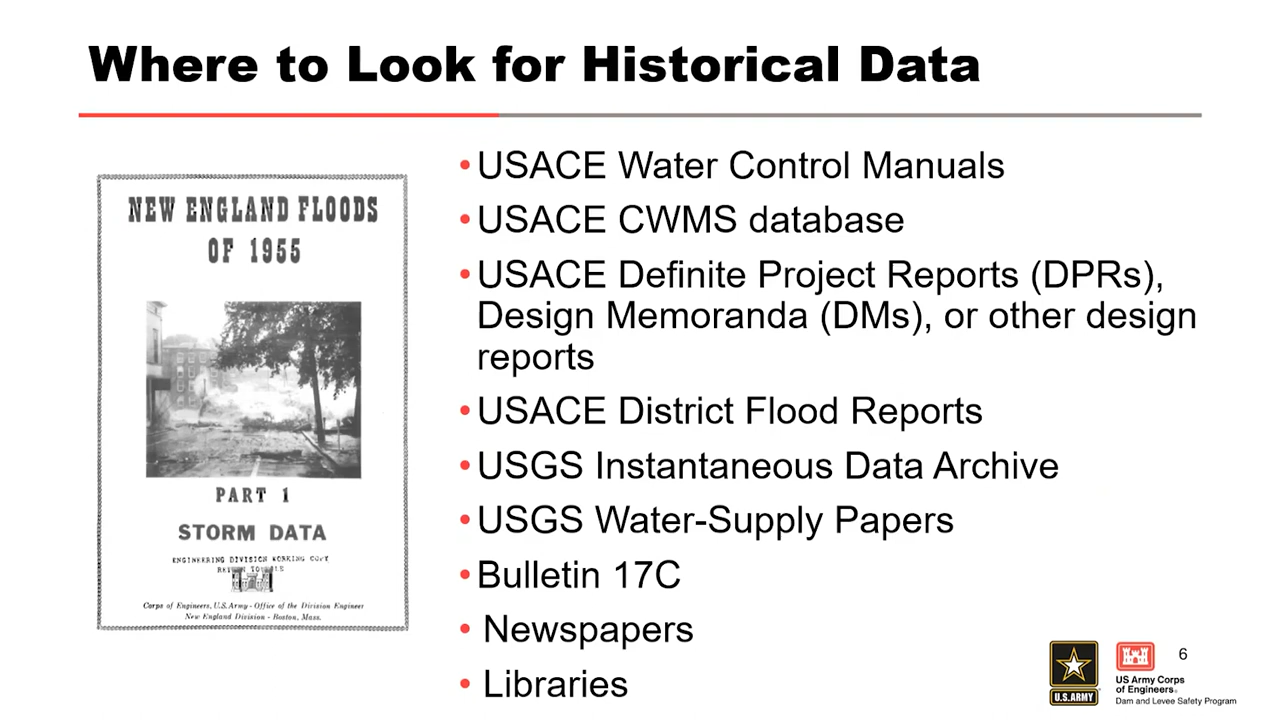 Where to Look for Historical Data
NEW ENGLAND FLOODS
OF 1955
PART 1
STORM DATA
ENGINEERING DIVISION WORKING COPY
Corps of Engineers, U.S. Army - Office of the Division Engineer
New England Division - Boston, Mass.
•USACE Water Control Manuals
•USACE CWMS database
•USACE Definite Project Reports (DPRs),
Design Memoranda (DMs), or other design
reports
•USACE District Flood Reports
•USGS Instantaneous Data Archive
•USGS Water-Supply Papers
•Bulletin 17C
• Newspapers
• Libraries
U.S. ARMY
US Army Corps
of Engineers®
Dam and Levee Safety Program
6